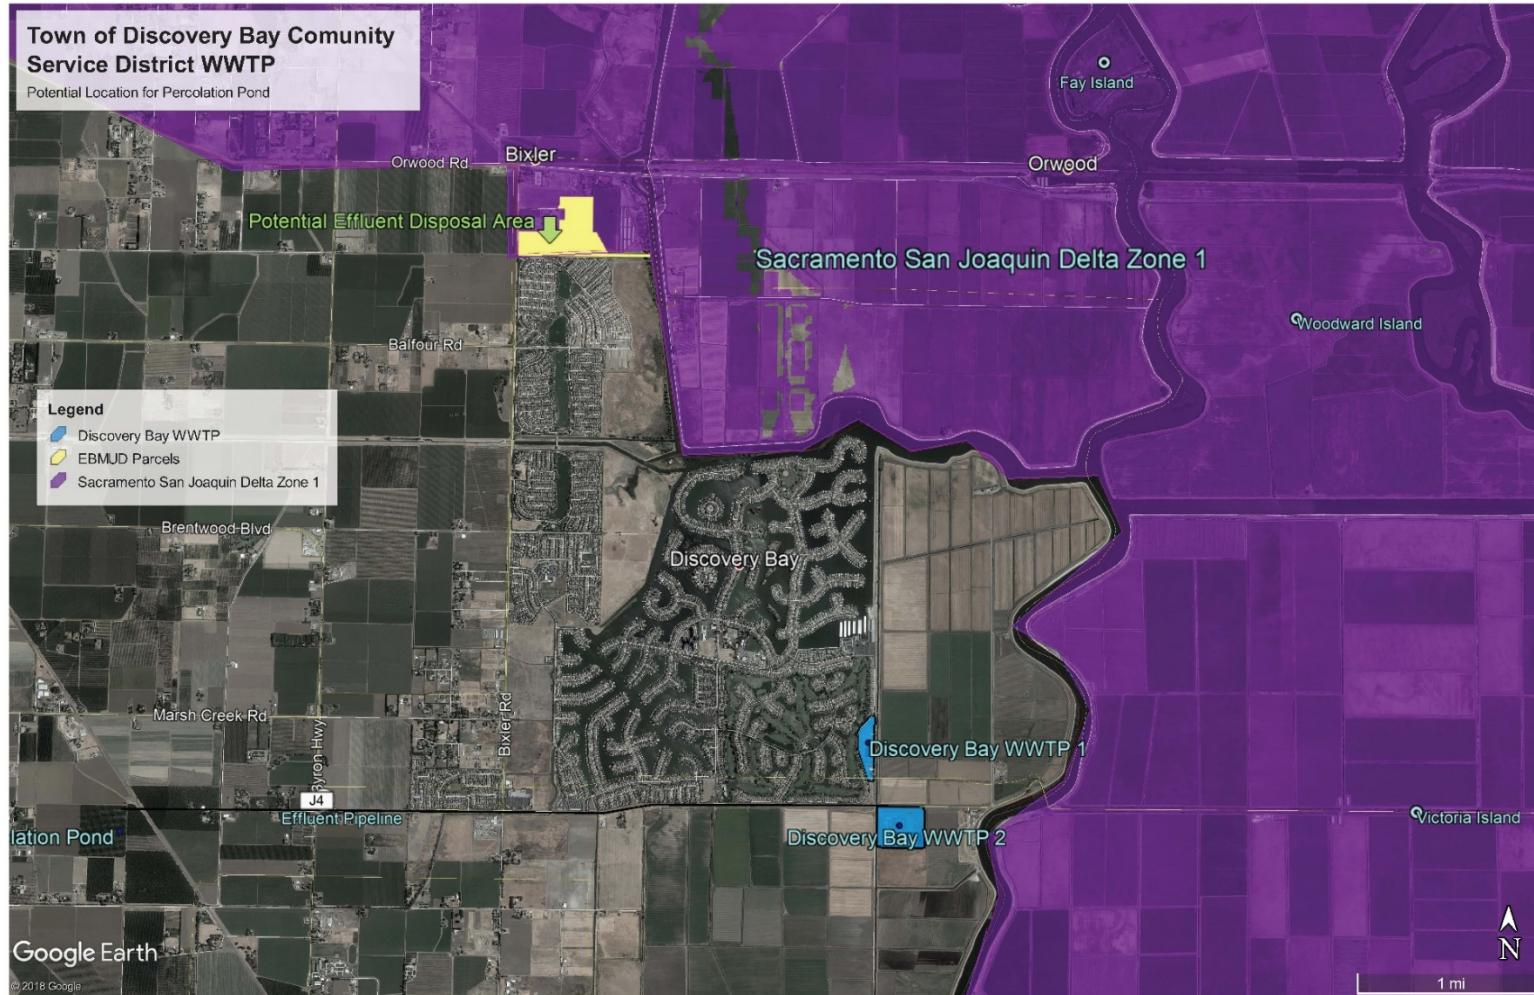 Town of Discovery Bay Comunity
Service District WWTP
Potential Location for Percolation Pond
Fay Island
Orwood Rd
Bixler
Orwood
Potential Effluent Disposal Area
Sacramento San Joaquin Delta Zone 1
Woodward Island
Balfour Rd
Legend
Discovery Bay WWTP
EBMUD Parcels
Sacramento San Joaquin Delta Zone 1
Brentwood Blvd
Discovery Bay
Marsh Creek Rd
Byron Hwy
Bixler Rd
Discovery Bay WWTP 1
J4
Effluent Pipeline
lation Pond
Discovery Bay WWTP 2
Victoria Island
Google Earth
© 2018 Google
N
1 mi